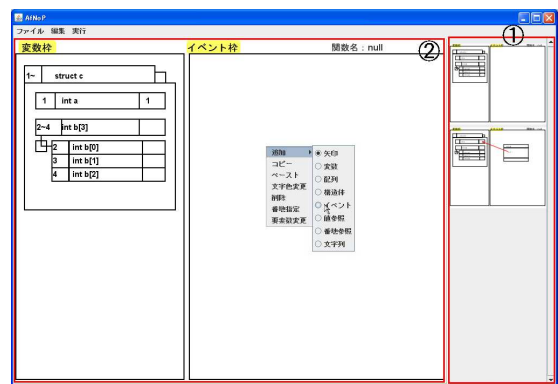 AfNoP
ファイル 編集 実行
①
変数枠
イベント枠
関数名：null
②
1~ struct c
1 int a 1
2~4 int b[3]
2 int b[0]
3 int b[1]
4 int b[2]
追加
コピー
ペースト
文字色変更
削除
番地指定
要素数変更
矢印
変数
配列
構造体
イベント
値参照
番地参照
文字列